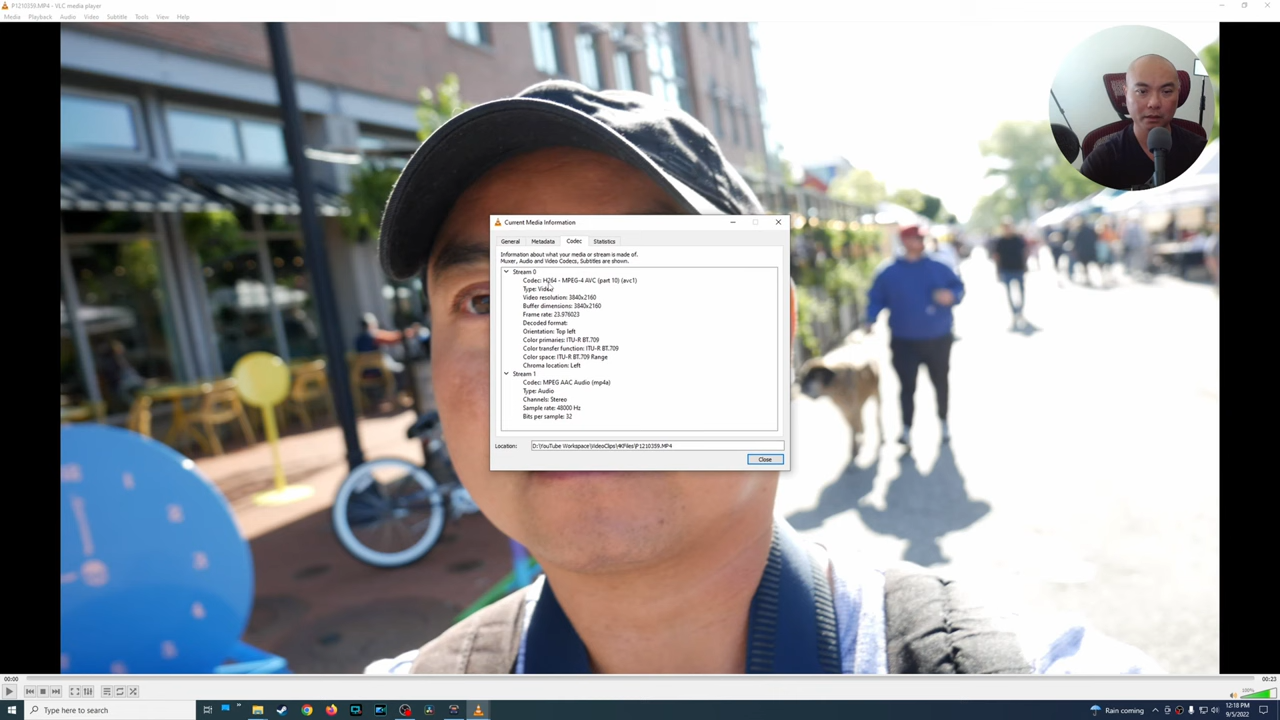 P1210359.MP4 - VLC media player
Media Playback Audio Video Subtitle Tools View Help
Current Media Information
General Metadata Codec Statistics
Information about what your media or stream is made of.
Muxer, Audio and Video Codecs, Subtitles are shown.
Stream 0
Codec: H264 - MPEG-4 AVC (part 10) (avc1)
Type: Video
Video resolution: 3840x2160
Buffer dimensions: 3840x2160
Frame rate: 23.976023
Decoded format:
Orientation: Top left
Color primaries: ITU-R BT.709
Color transfer function: ITU-R BT.709
Color space: ITU-R BT.709 Range
Chroma location: Left
Stream 1
Codec: MPEG AAC Audio (mp4a)
Type: Audio
Channels: Stereo
Sample rate: 48000 Hz
Bits per sample: 32
Location: D:\YouTube Workspace\VideoClips\4KFiles\P1210359.MP4
Close
00:00 00:23
100%
Type here to search
Rain coming
12:18 PM
9/5/2022